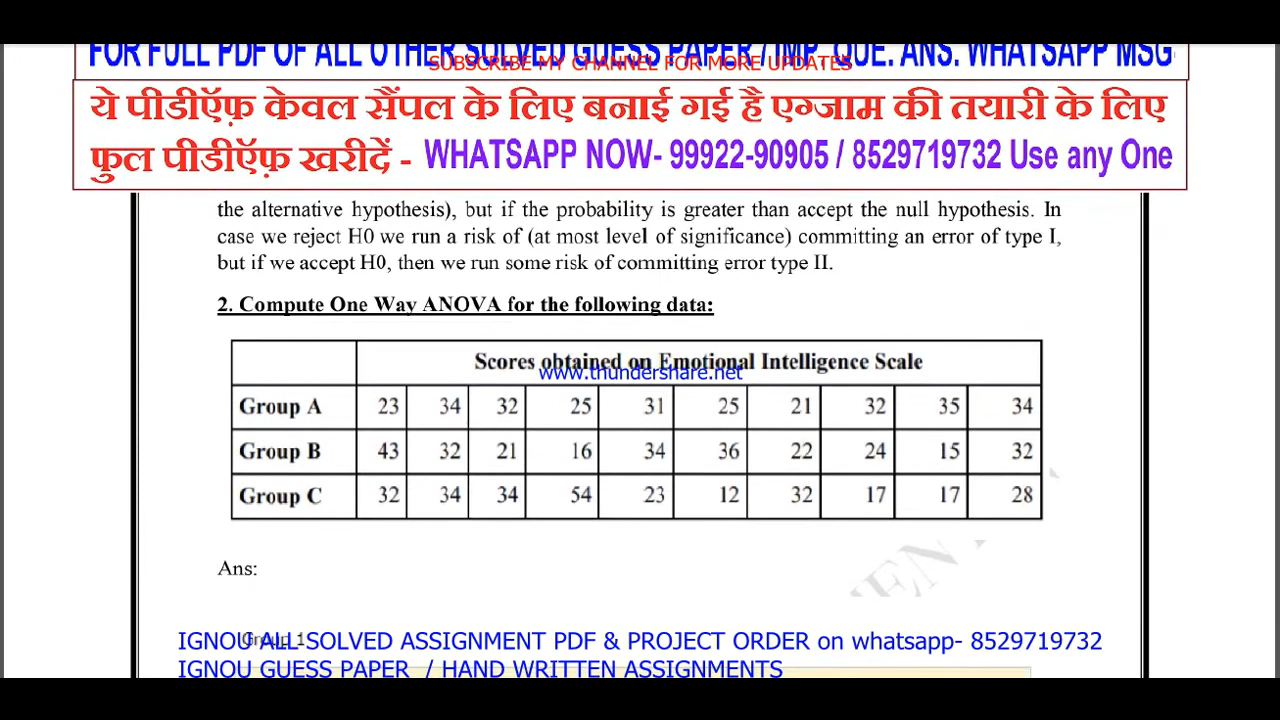 FOR FULL PDF OF ALL OTHER SOLVED GUESS PAPER / IMP. QUE. ANS. WHATSAPP MSG
SUBSCRIBE MY CHANNEL FOR MORE UPDATES
ये पीडीऍफ़ केवल सैंपल के लिए बनाई गई है एग्जाम की तयारी के लिए
फुल पीडीऍफ़ खरीदें - WHATSAPP NOW- 99922-90905 / 8529719732 Use any One
the alternative hypothesis), but if the probability is greater than accept the null hypothesis. In
case we reject H0 we run a risk of (at most level of significance) committing an error of type I,
but if we accept H0, then we run some risk of committing error type II.
2. Compute One Way ANOVA for the following data:
Scores obtained on Emotional Intelligence Scale
www.thundershare.net
Group A 23 34 32 25 31 25 21 32 35 34
Group B 43 32 21 16 34 36 22 24 15 32
Group C 32 34 34 54 23 12 32 17 17 28
Ans:
Group 1
IGNOU ALL SOLVED ASSIGNMENT PDF & PROJECT ORDER on whatsapp- 8529719732
IGNOU GUESS PAPER / HAND WRITTEN ASSIGNMENTS